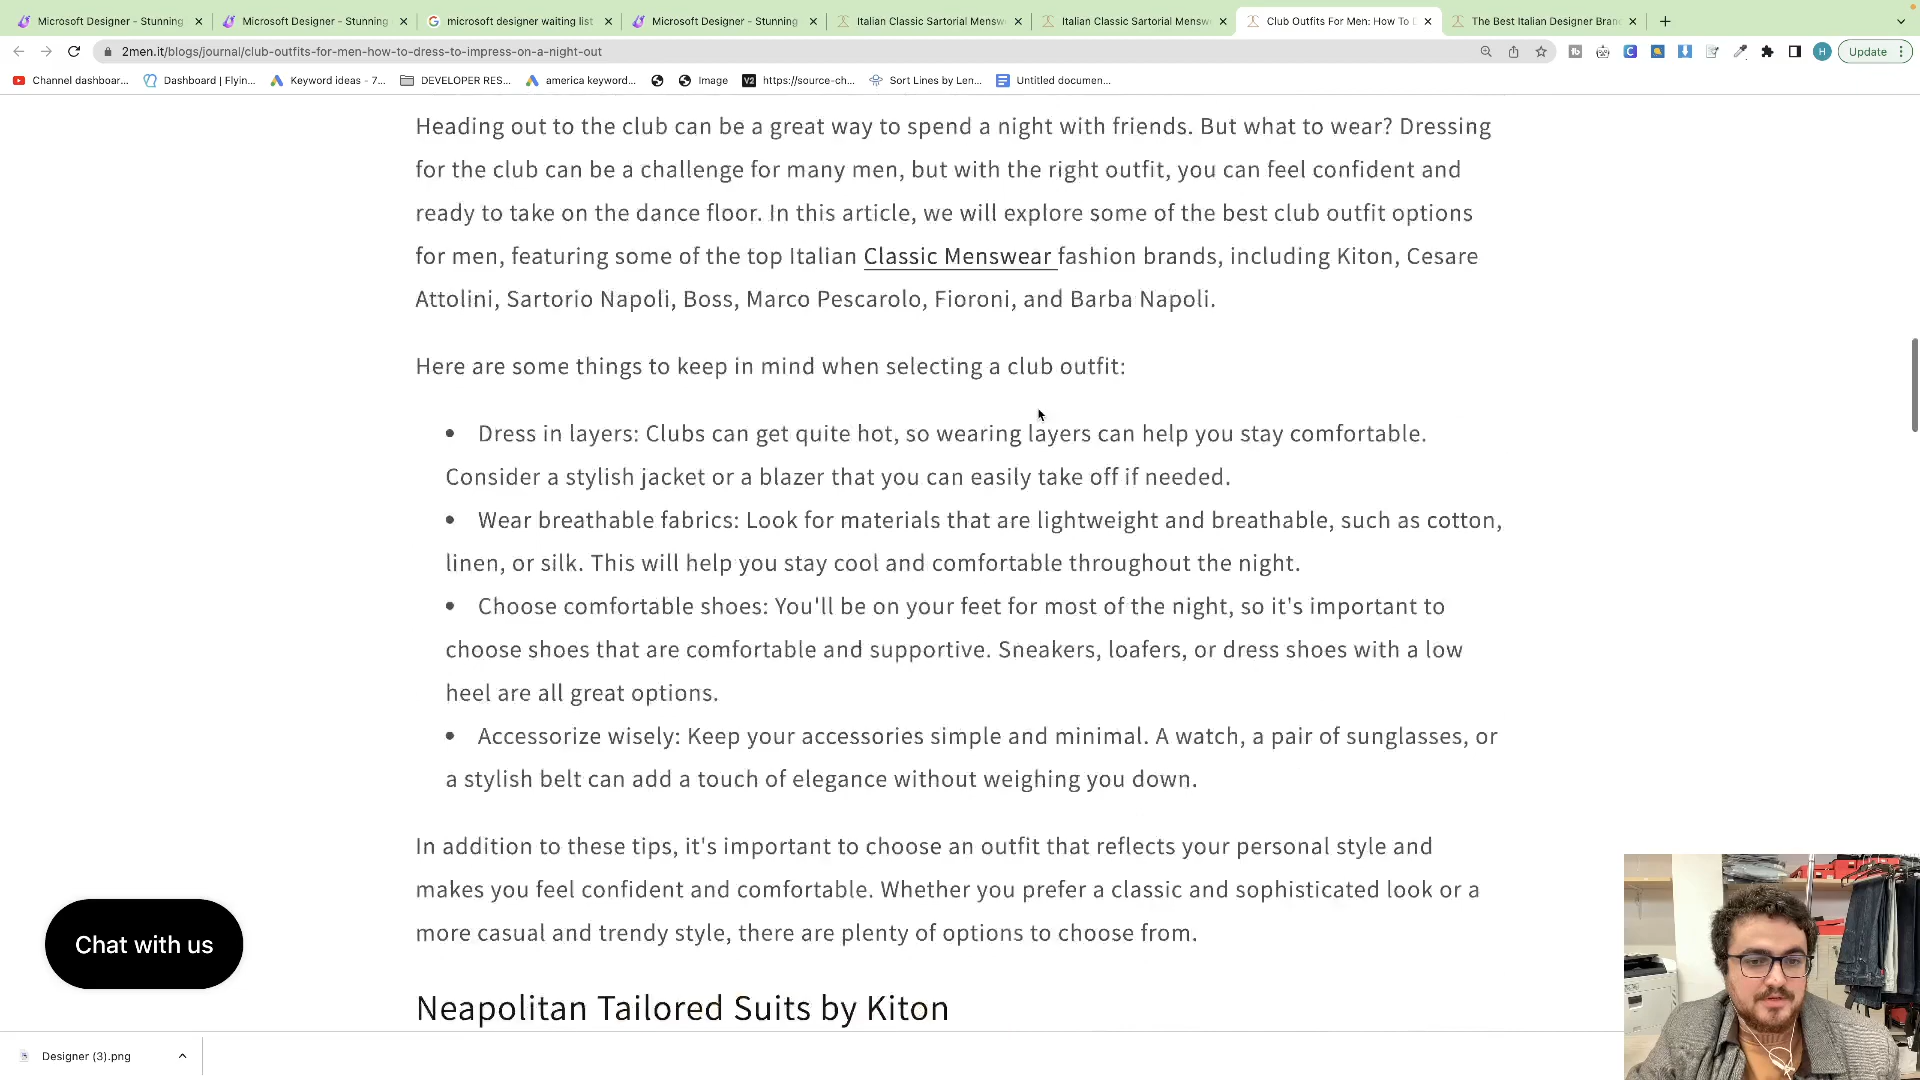 Microsoft Designer - Stunning
Microsoft Designer - Stunning
microsoft designer waiting list
Microsoft Designer - Stunning
Italian Classic Sartorial Mensw
Italian Classic Sartorial Mensw
Club Outfits For Men: How To
The Best Italian Designer Bran
2men.it/blogs/journal/club-outfits-for-men-how-to-dress-to-impress-on-a-night-out
H
Update
Channel dashboar...
Dashboard | Flyin...
Keyword ideas - 7...
DEVELOPER RES...
america keyword...
Image
V2
https://source-ch...
Sort Lines by Len...
Untitled documen...
Heading out to the club can be a great way to spend a night with friends. But what to wear? Dressing
for the club can be a challenge for many men, but with the right outfit, you can feel confident and
ready to take on the dance floor. In this article, we will explore some of the best club outfit options
for men, featuring some of the top Italian Classic Menswear fashion brands, including Kiton, Cesare
Attolini, Sartorio Napoli, Boss, Marco Pescarolo, Fioroni, and Barba Napoli.
Here are some things to keep in mind when selecting a club outfit:
• Dress in layers: Clubs can get quite hot, so wearing layers can help you stay comfortable.
Consider a stylish jacket or a blazer that you can easily take off if needed.
• Wear breathable fabrics: Look for materials that are lightweight and breathable, such as cotton,
linen, or silk. This will help you stay cool and comfortable throughout the night.
• Choose comfortable shoes: You'll be on your feet for most of the night, so it's important to
choose shoes that are comfortable and supportive. Sneakers, loafers, or dress shoes with a low
heel are all great options.
• Accessorize wisely: Keep your accessories simple and minimal. A watch, a pair of sunglasses, or
a stylish belt can add a touch of elegance without weighing you down.
In addition to these tips, it's important to choose an outfit that reflects your personal style and
makes you feel confident and comfortable. Whether you prefer a classic and sophisticated look or a
more casual and trendy style, there are plenty of options to choose from.
Chat with us
Neapolitan Tailored Suits by Kiton
Designer (3).png